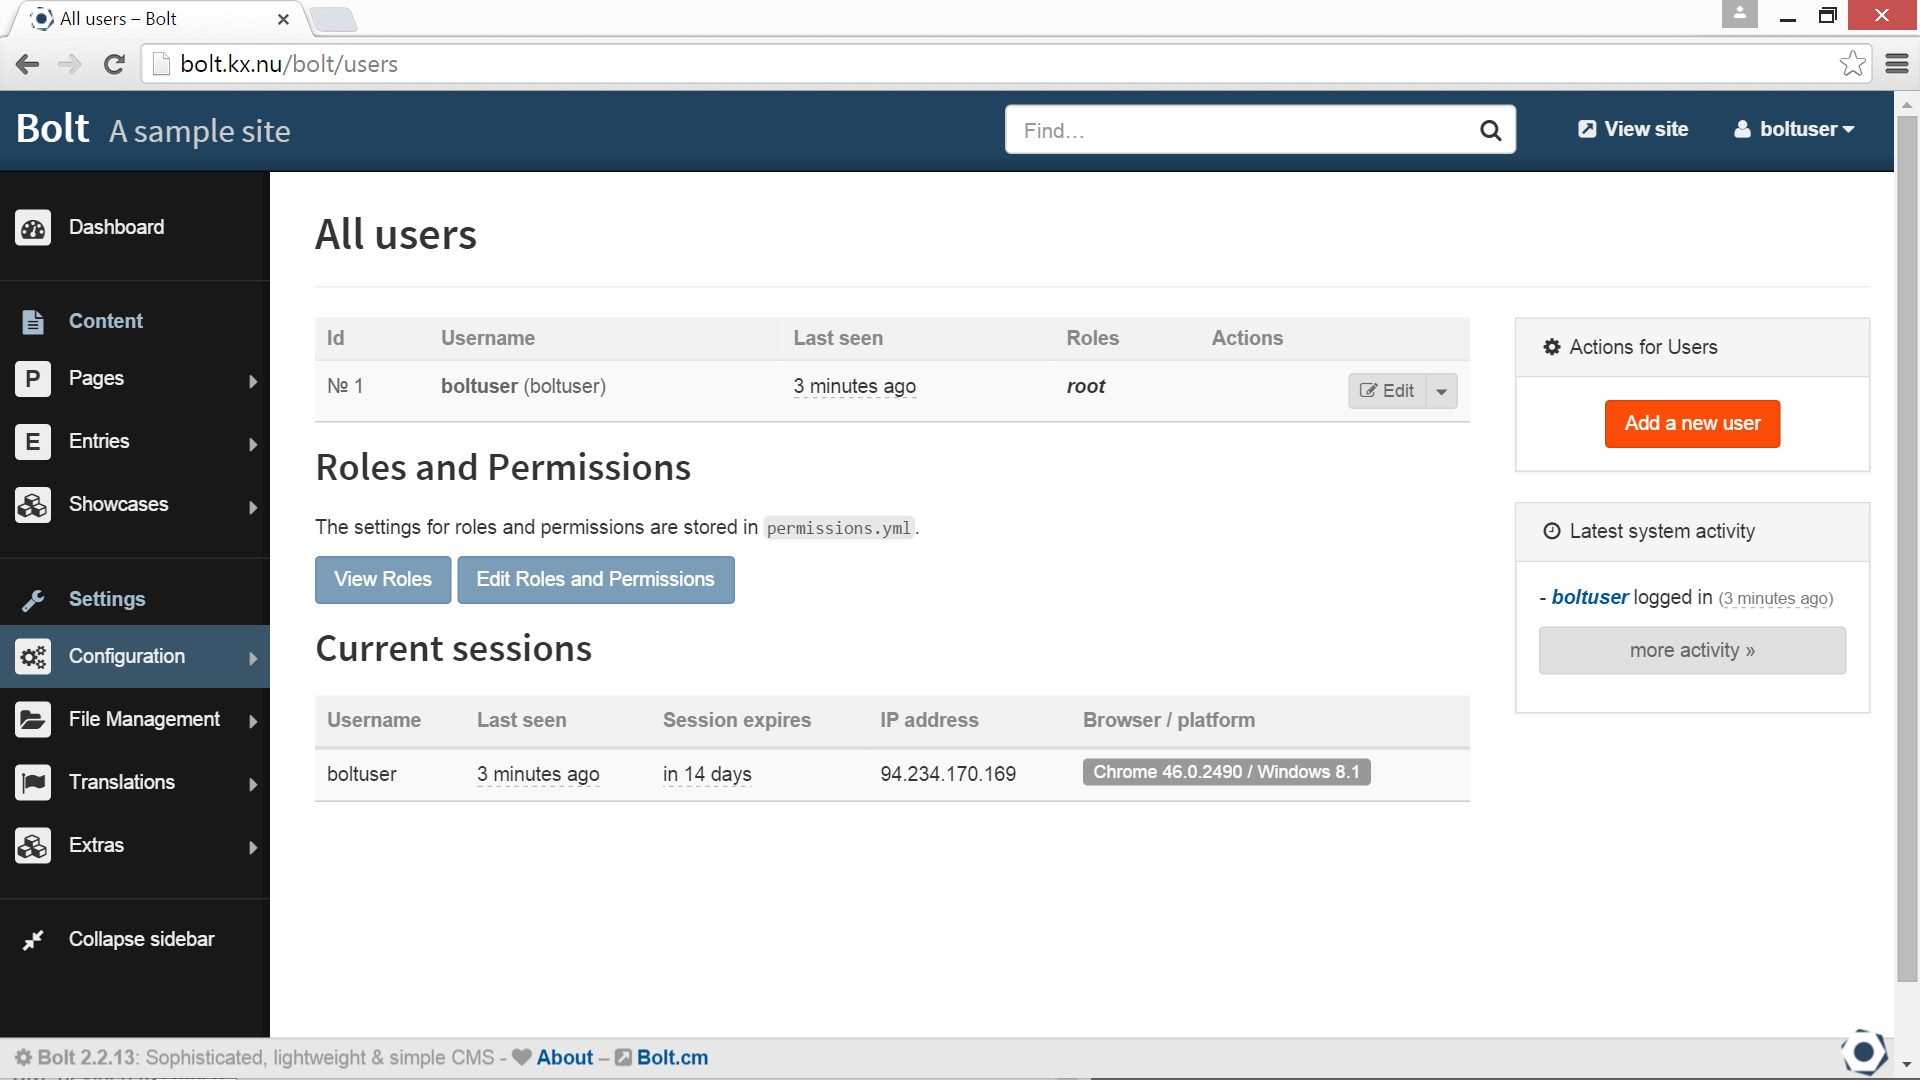 All users – Bolt
bolt.kx.nu/bolt/users
Bolt A sample site
Find…
View site
boltuser
Dashboard
Content
P Pages
E Entries
Showcases
Settings
Configuration
File Management
Translations
Extras
Collapse sidebar
All users
Id Username Last seen Roles Actions
№ 1 boltuser (boltuser) 3 minutes ago root Edit
Roles and Permissions
The settings for roles and permissions are stored in permissions.yml.
View Roles Edit Roles and Permissions
Current sessions
Username Last seen Session expires IP address Browser / platform
boltuser 3 minutes ago in 14 days 94.234.170.169 Chrome 46.0.2490 / Windows 8.1
Actions for Users
Add a new user
Latest system activity
- boltuser logged in (3 minutes ago)
more activity »
Bolt 2.2.13: Sophisticated, lightweight & simple CMS - About – Bolt.cm